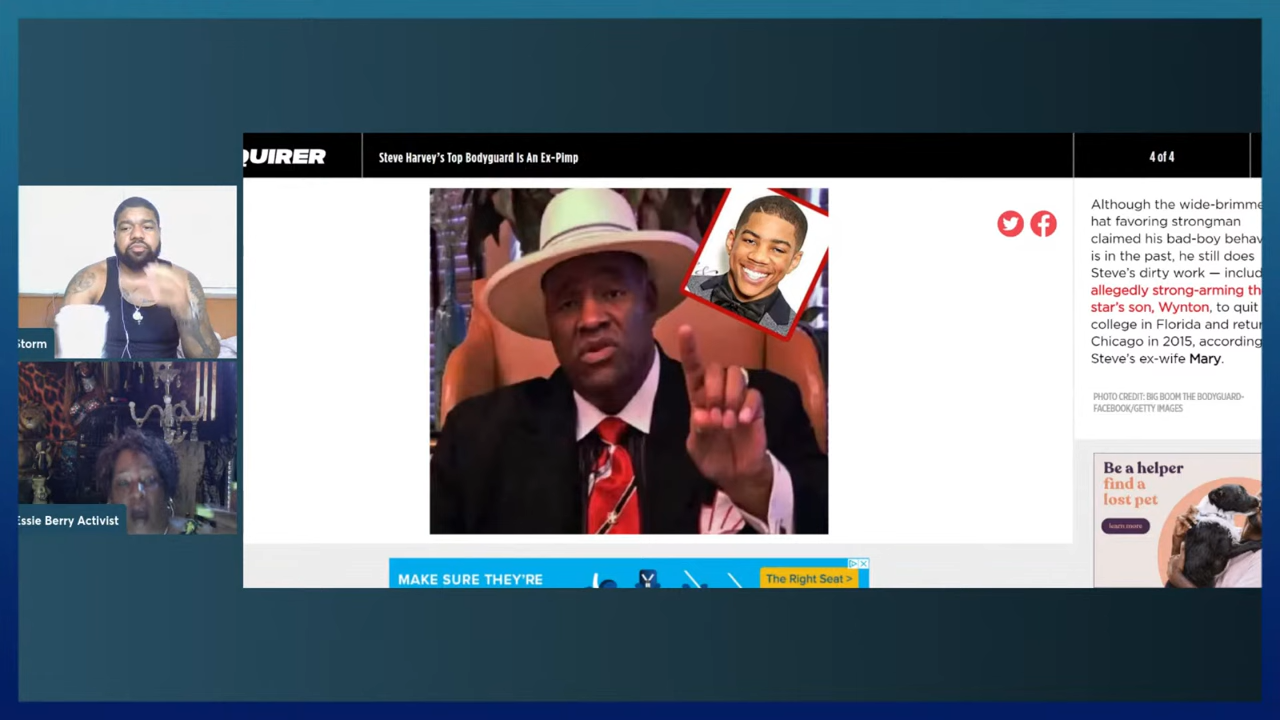 QUIRER
Steve Harvey's Top Bodyguard Is An Ex-Pimp
4 of 4
Although the wide-brimme
hat favoring strongman
claimed his bad-boy behav
is in the past, he still does
Steve's dirty work — includ
allegedly strong-arming th
star's son, Wynton, to quit
college in Florida and retur
Chicago in 2015, according
Steve's ex-wife Mary.
PHOTO CREDIT: BIG BOOM THE BODYGUARD-
FACEBOOK/GETTY IMAGES
Storm
Essie Berry Activist
Be a helper
find a
lost pet
learn more
MAKE SURE THEY'RE
The Right Seat >